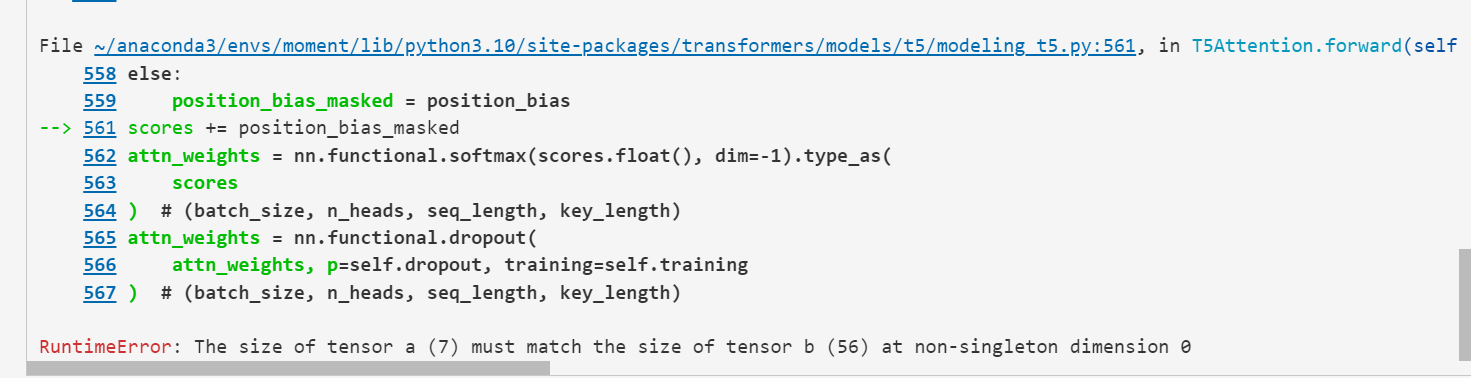 File ~/anaconda3/envs/moment/lib/python3.10/site-packages/transformers/models/t5/modeling_t5.py:561, in T5Attention.forward(self
558 else:
559     position_bias_masked = position_bias
--> 561 scores += position_bias_masked
562 attn_weights = nn.functional.softmax(scores.float(), dim=-1).type_as(
563     scores
564 )  # (batch_size, n_heads, seq_length, key_length)
565 attn_weights = nn.functional.dropout(
566     attn_weights, p=self.dropout, training=self.training
567 )  # (batch_size, n_heads, seq_length, key_length)
RuntimeError: The size of tensor a (7) must match the size of tensor b (56) at non-singleton dimension 0